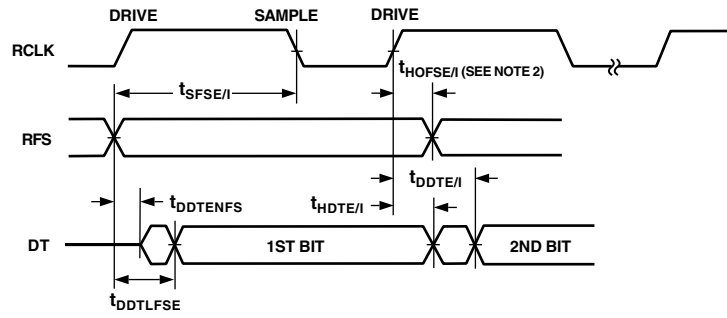 DRIVE SAMPLE DRIVE
RCLK
tSFSE/I
tHOFSE/I (SEE NOTE 2)
RFS
tDDTE/I
tDDTENFS
tHDTE/I
DT
1ST BIT
2ND BIT
tDDTLFSE